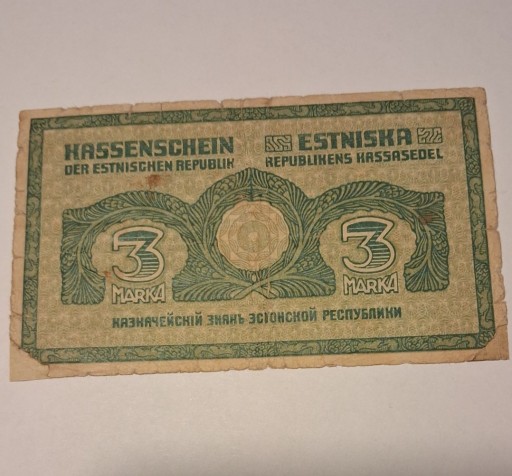 KASSENSCHEIN
DER ESTNISCHEN REPUBLIK
ESTNISKA
REPUBLIKENS KASSASEDEL
3
MARKA
3
MARKA
КАЗНАЧЕЙСКІЙ ЗНАКЪ ЭСТОНСКОЙ РЕСПУБЛИКИ